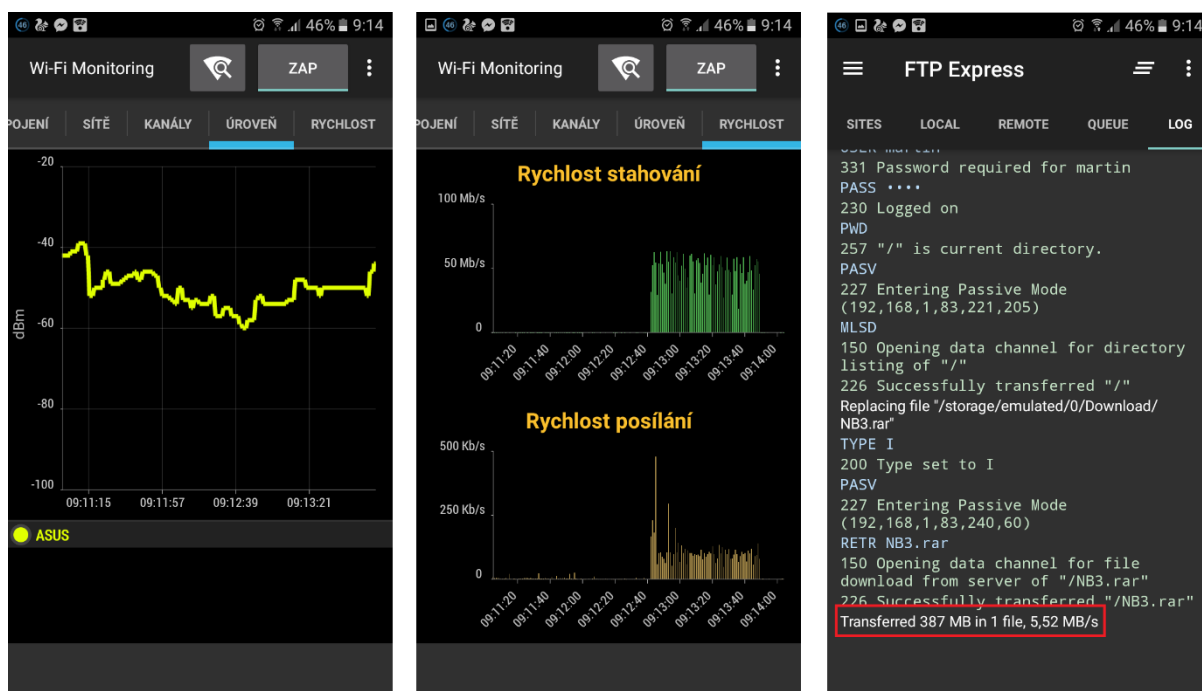 46
46% 9:14
Wi-Fi Monitoring
ZAP
POJENÍ SÍTĚ KANÁLY ÚROVEŇ RYCHLOST
-20
-40
-60
-80
-100
dBm
09:11:15 09:11:57 09:12:39 09:13:21
ASUS
46
46% 9:14
Wi-Fi Monitoring
ZAP
POJENÍ SÍTĚ KANÁLY ÚROVEŇ RYCHLOST
Rychlost stahování
100 Mb/s
50 Mb/s
0
09:11:20 09:11:40 09:12:00 09:12:20 09:12:40 09:13:00 09:13:20 09:13:40 09:14:00
Rychlost posílání
500 Kb/s
250 Kb/s
0
09:11:20 09:11:40 09:12:00 09:12:20 09:12:40 09:13:00 09:13:20 09:13:40 09:14:00
46
46% 9:14
FTP Express
SITES LOCAL REMOTE QUEUE LOG
USER martin
331 Password required for martin
PASS ••••
230 Logged on
PWD
257 "/" is current directory.
PASV
227 Entering Passive Mode
(192,168,1,83,221,205)
MLSD
150 Opening data channel for directory
listing of "/"
226 Successfully transferred "/"
Replacing file "/storage/emulated/0/Download/
NB3.rar"
TYPE I
200 Type set to I
PASV
227 Entering Passive Mode
(192,168,1,83,240,60)
RETR NB3.rar
150 Opening data channel for file
download from server of "/NB3.rar"
226 Successfully transferred "/NB3.rar"
Transferred 387 MB in 1 file, 5,52 MB/s